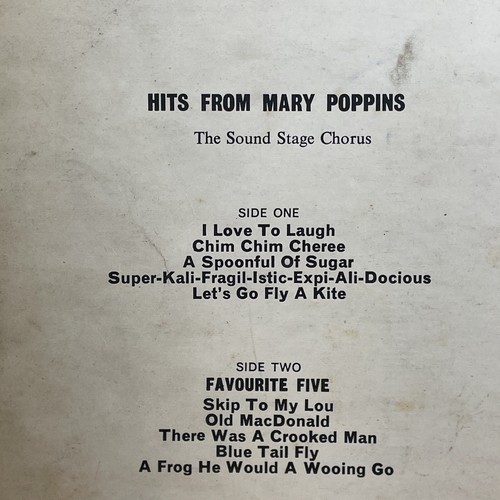 HITS FROM MARY POPPINS
The Sound Stage Chorus
SIDE ONE
I Love To Laugh
Chim Chim Cheree
A Spoonful Of Sugar
Super-Kali-Fragil-Istic-Expi-Ali-Docious
Let's Go Fly A Kite
SIDE TWO
FAVOURITE FIVE
Skip To My Lou
Old MacDonald
There Was A Crooked Man
Blue Tail Fly
A Frog He Would A Wooing Go